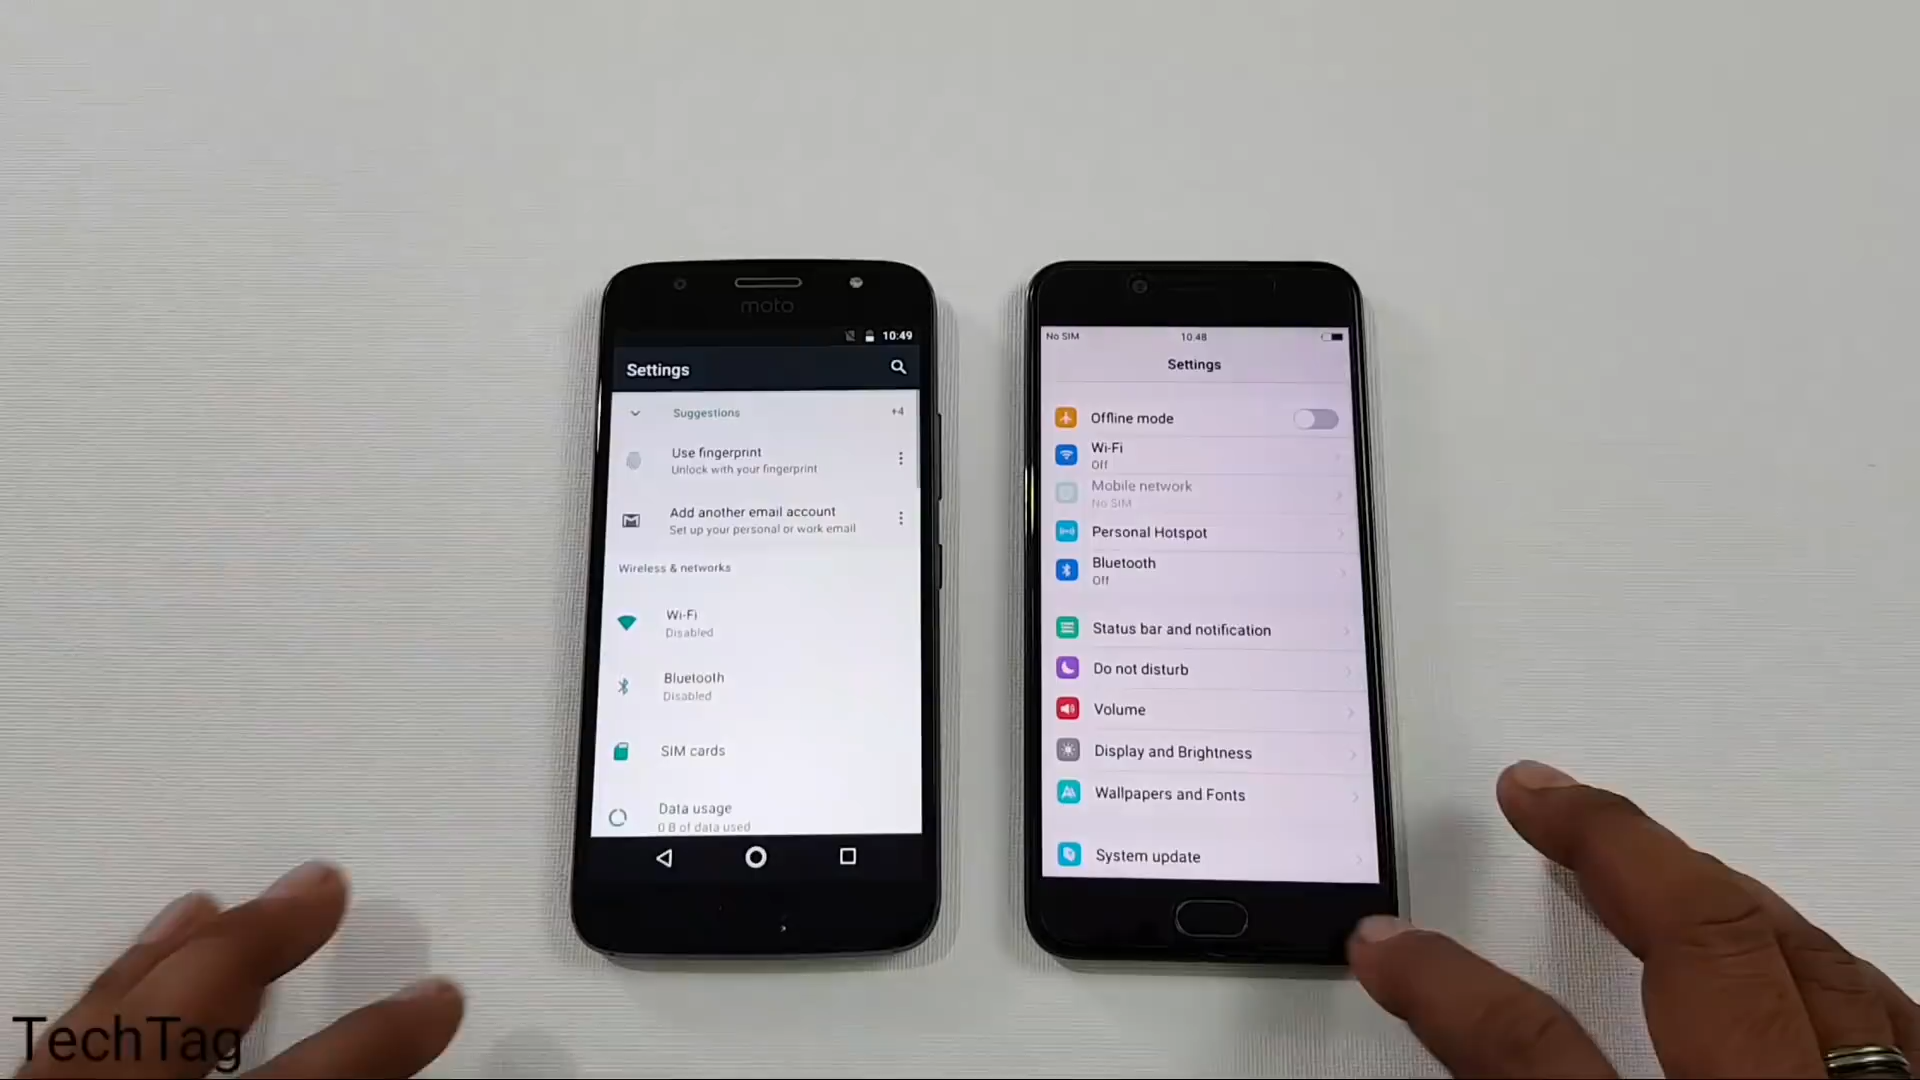 moto
10:49
Settings
Suggestions
+4
Use fingerprint
Unlock with your fingerprint
Add another email account
Set up your personal or work email
Wireless & networks
Wi-Fi
Disabled
Bluetooth
Disabled
SIM cards
Data usage
0 B of data used
No SIM
10:48
Settings
Offline mode
Wi-Fi
Off
Mobile network
No SIM
Personal Hotspot
Bluetooth
Off
Status bar and notification
Do not disturb
Volume
Display and Brightness
Wallpapers and Fonts
System update
TechTag